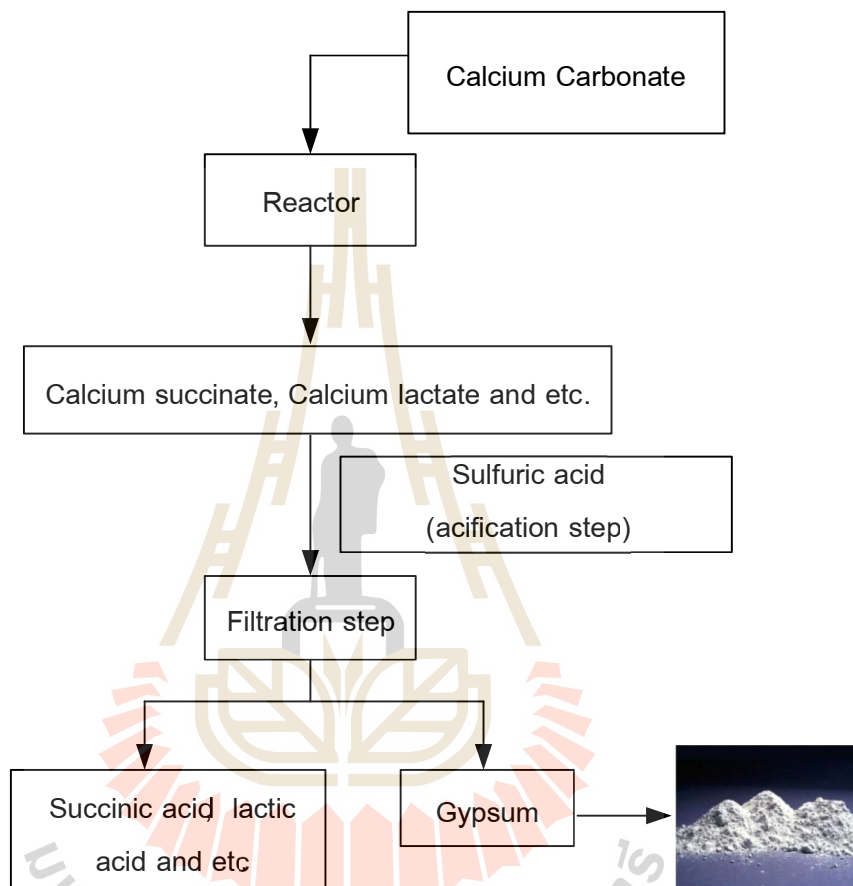 Calcium Carbonate
Reactor
Calcium succinate, Calcium lactate and etc.
Sulfuric acid
(acification step)
Filtration step
Succinic acid, lactic
acid and etc.
Gypsum